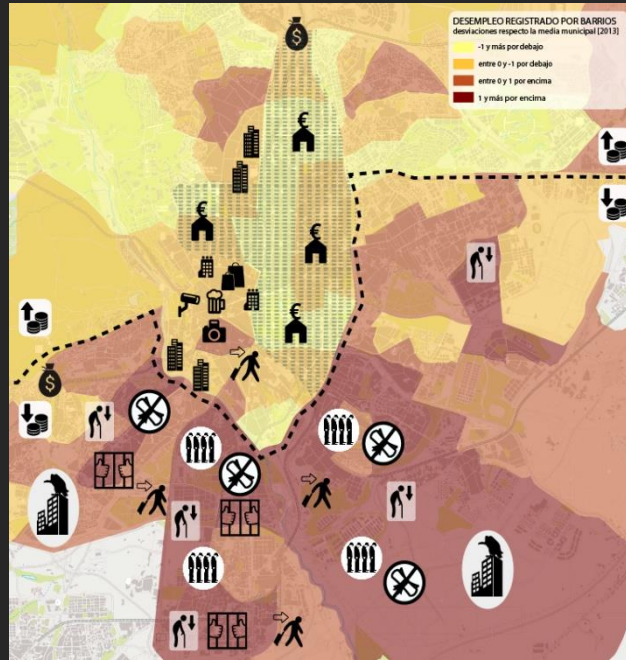 DESEMPLEO REGISTRADO POR BARRIOS
desviaciones respecto la media municipal [2013]
-1 y más por debajo
entre 0 y -1 por debajo
entre 0 y 1 por encima
1 y más por encima
$
€
€
€
€
$